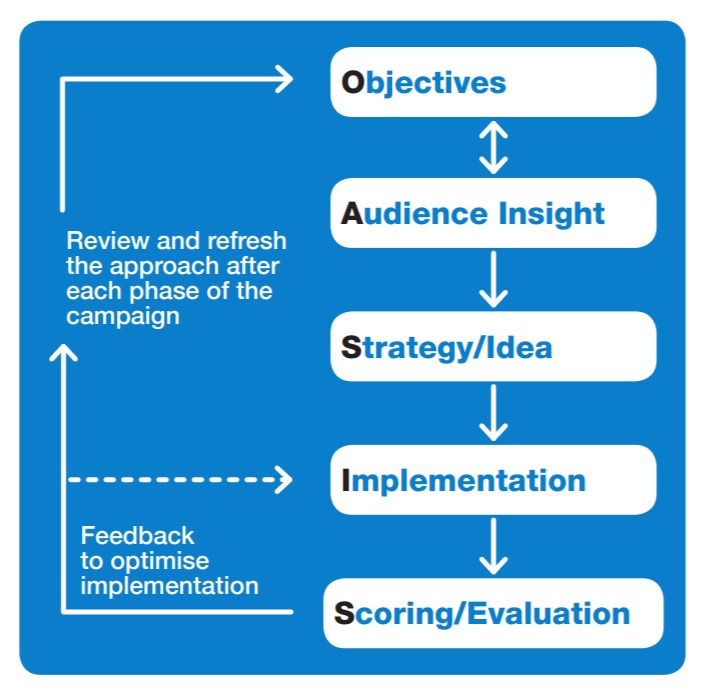 Objectives
Audience Insight
Review and refresh
the approach after
each phase of the
campaign
Strategy/Idea
Implementation
Feedback
to optimise
implementation
Scoring/Evaluation